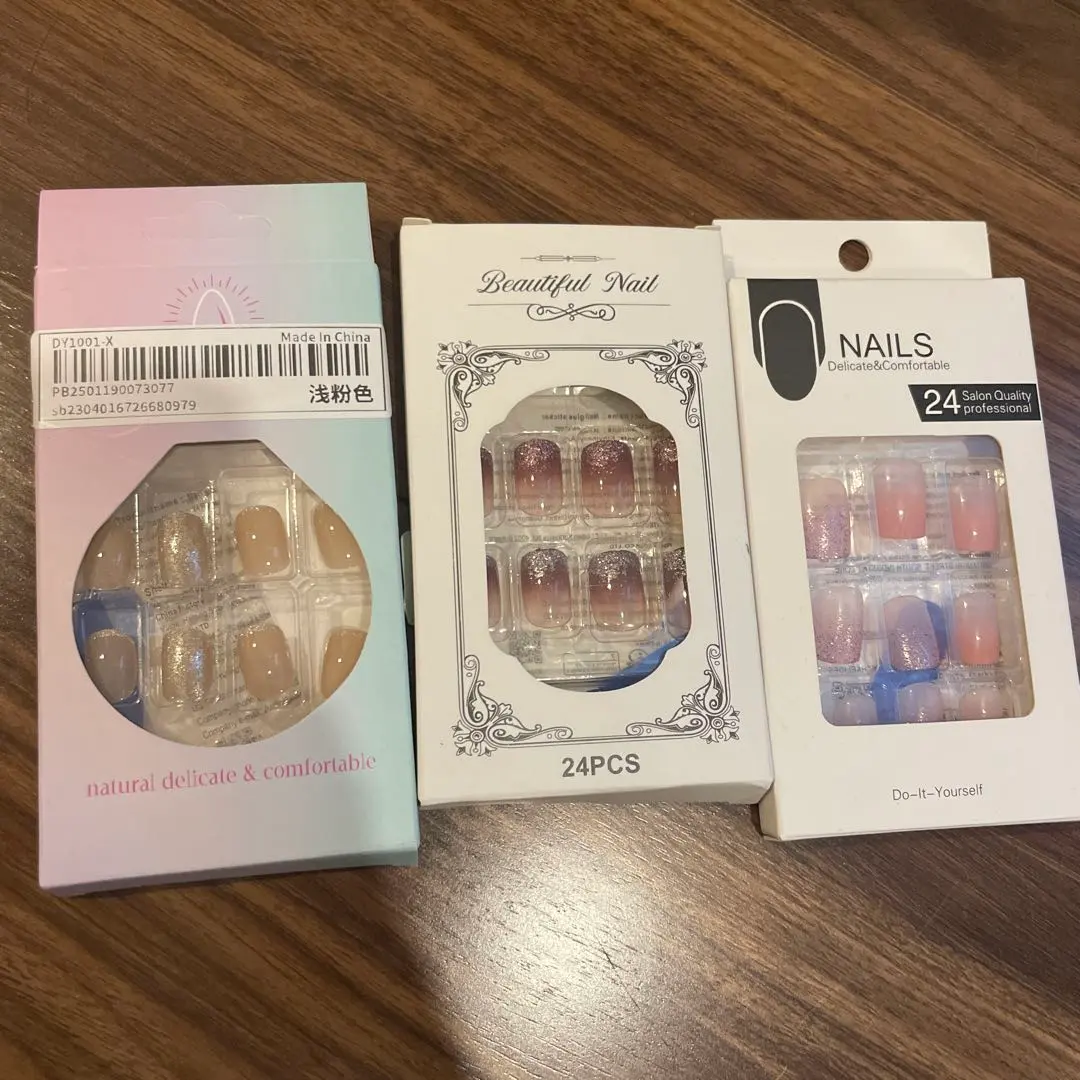 DY1001-X
Made In China
PB2501190073077
sb2304016726680979
浅粉色
natural delicate & comfortable
Beautiful Nail
24PCS
NAILS
Delicate&Comfortable
24 Salon Quality
professional
Do-It-Yourself